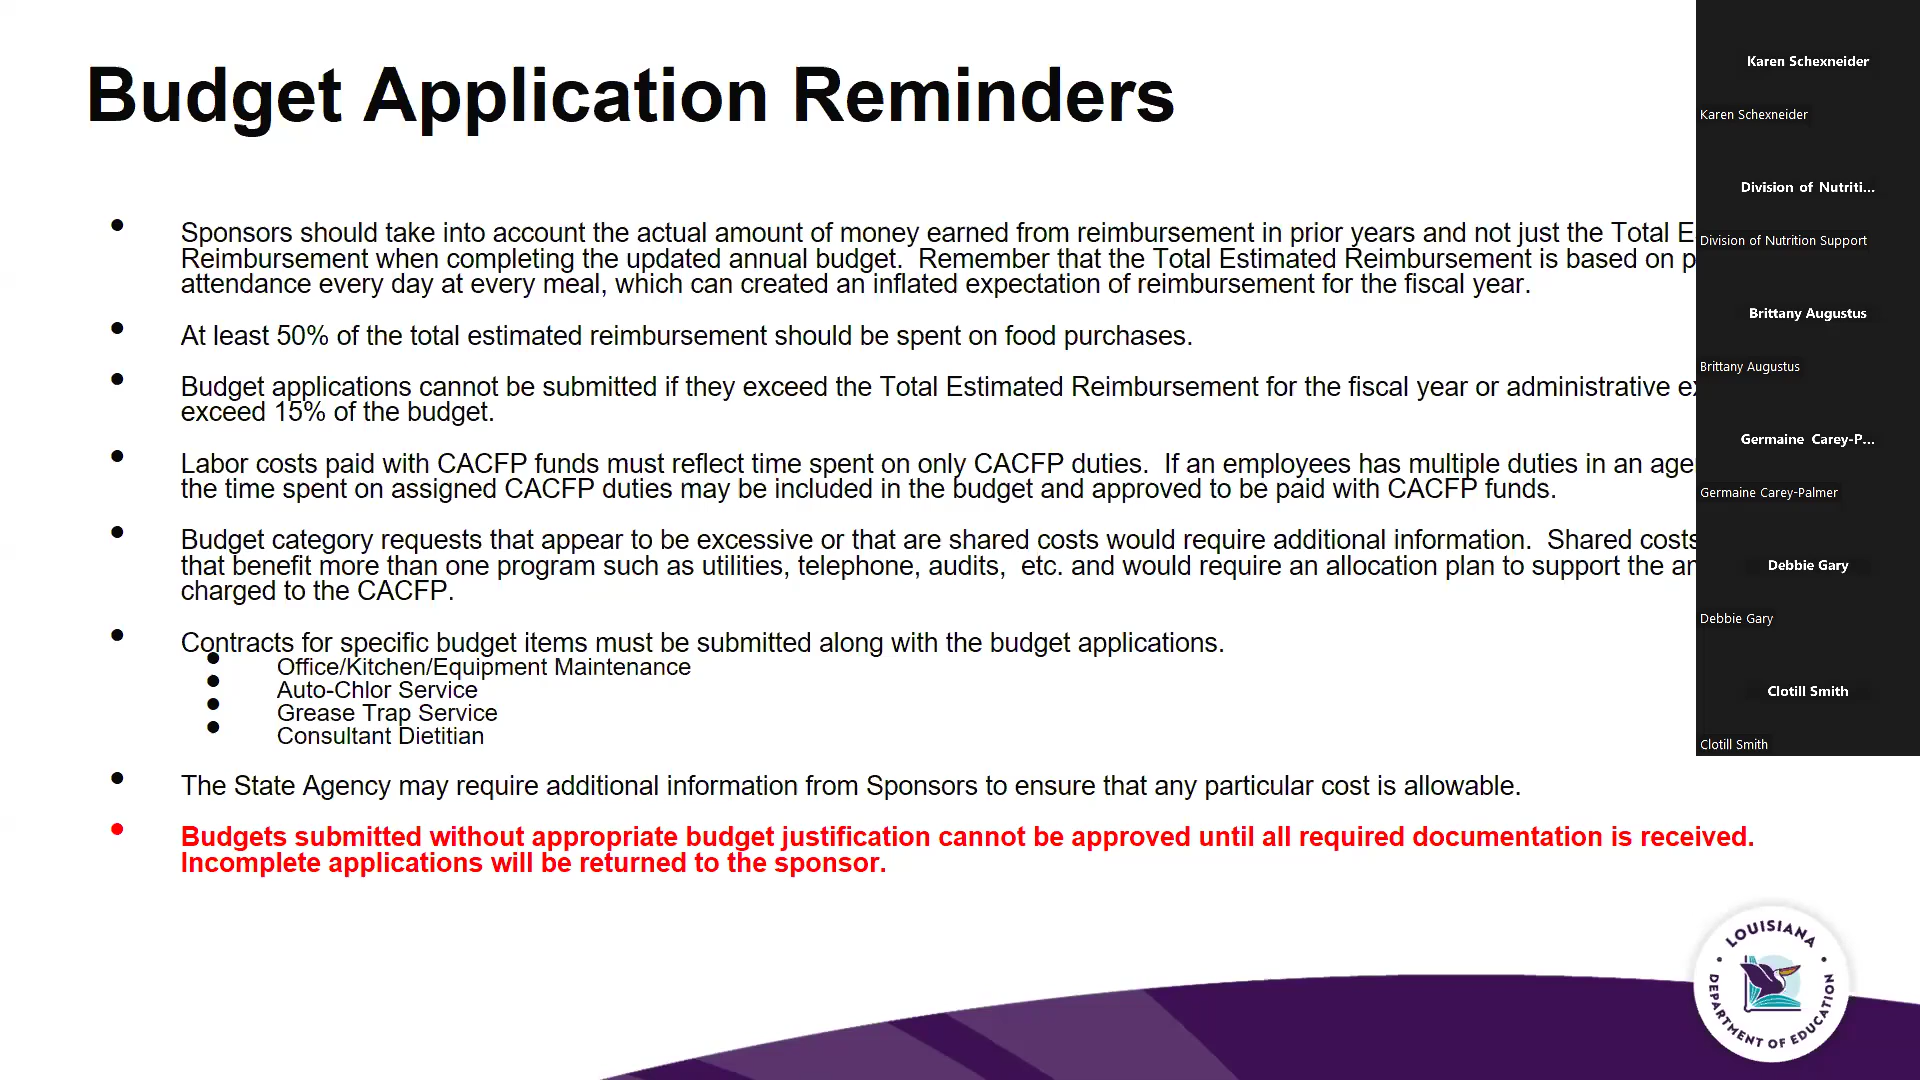 Budget Application Reminders
Sponsors should take into account the actual amount of money earned from reimbursement in prior years and not just the Total E
Reimbursement when completing the updated annual budget. Remember that the Total Estimated Reimbursement is based on p
attendance every day at every meal, which can created an inflated expectation of reimbursement for the fiscal year.
At least 50% of the total estimated reimbursement should be spent on food purchases.
Budget applications cannot be submitted if they exceed the Total Estimated Reimbursement for the fiscal year or administrative ex
exceed 15% of the budget.
Labor costs paid with CACFP funds must reflect time spent on only CACFP duties. If an employees has multiple duties in an age
the time spent on assigned CACFP duties may be included in the budget and approved to be paid with CACFP funds.
Budget category requests that appear to be excessive or that are shared costs would require additional information. Shared costs
that benefit more than one program such as utilities, telephone, audits, etc. and would require an allocation plan to support the
charged to the CACFP.
Contracts for specific budget items must be submitted along with the budget applications.
Office/Kitchen/Equipment Maintenance
Auto-Chlor Service
Grease Trap Service
Consultant Dietitian
The State Agency may require additional information from Sponsors to ensure that any particular cost is allowable.
Budgets submitted without appropriate budget justification cannot be approved until all required documentation is received.
Incomplete applications will be returned to the sponsor.
Karen Schexneider
Karen Schexneider
Division of Nutriti...
Division of Nutrition Support
Brittany Augustus
Brittany Augustus
Germaine Carey-P...
Germaine Carey-Palmer
Debbie Gary
Debbie Gary
Clotill Smith
Clotill Smith
LOUISIANA
DEPARTMENT OF EDUCATION